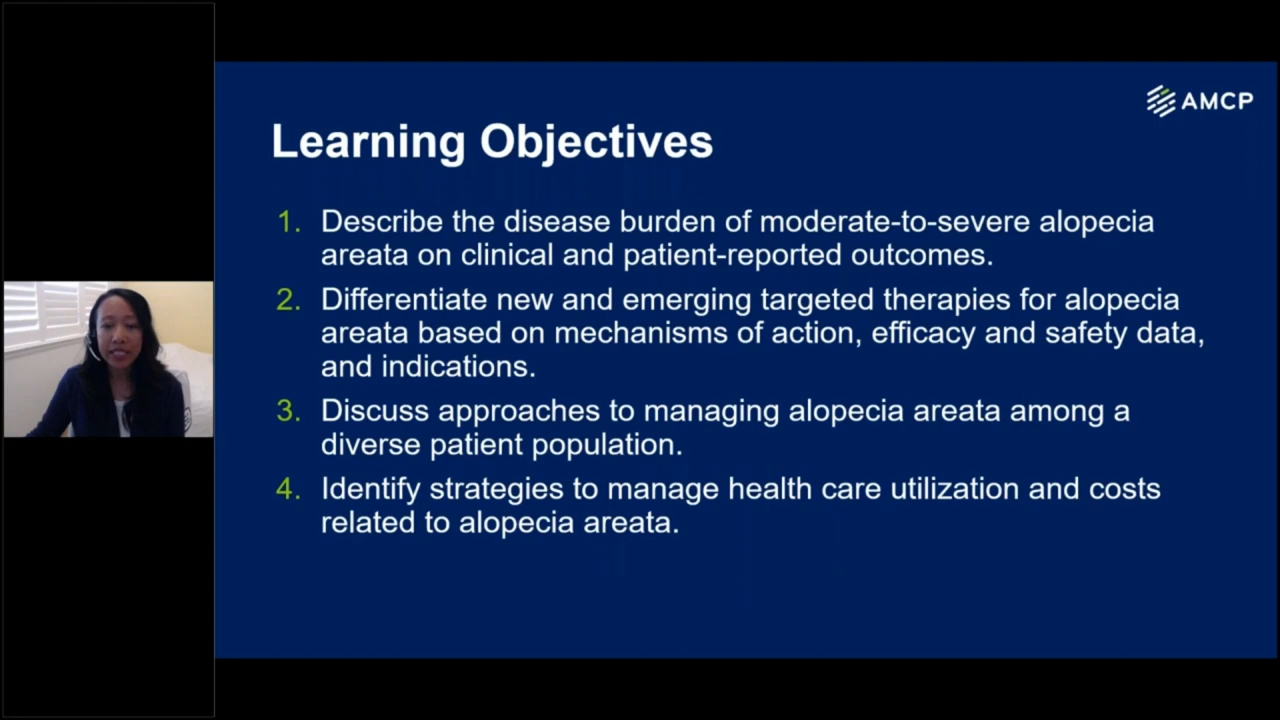 AMCP
Learning Objectives
1. Describe the disease burden of moderate-to-severe alopecia
areata on clinical and patient-reported outcomes.
2. Differentiate new and emerging targeted therapies for alopecia
areata based on mechanisms of action, efficacy and safety data,
and indications.
3. Discuss approaches to managing alopecia areata among a
diverse patient population.
4. Identify strategies to manage health care utilization and costs
related to alopecia areata.